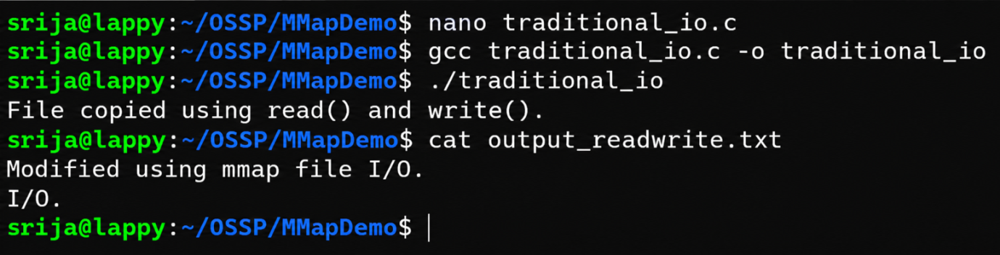 srija@lappy:~/OSSP/MMapDemo$ nano traditional_io.c
srija@lappy:~/OSSP/MMapDemo$ gcc traditional_io.c -o traditional_io
srija@lappy:~/OSSP/MMapDemo$ ./traditional_io
File copied using read() and write().
srija@lappy:~/OSSP/MMapDemo$ cat output_readwrite.txt
Modified using mmap file I/O.
I/O.
srija@lappy:~/OSSP/MMapDemo$